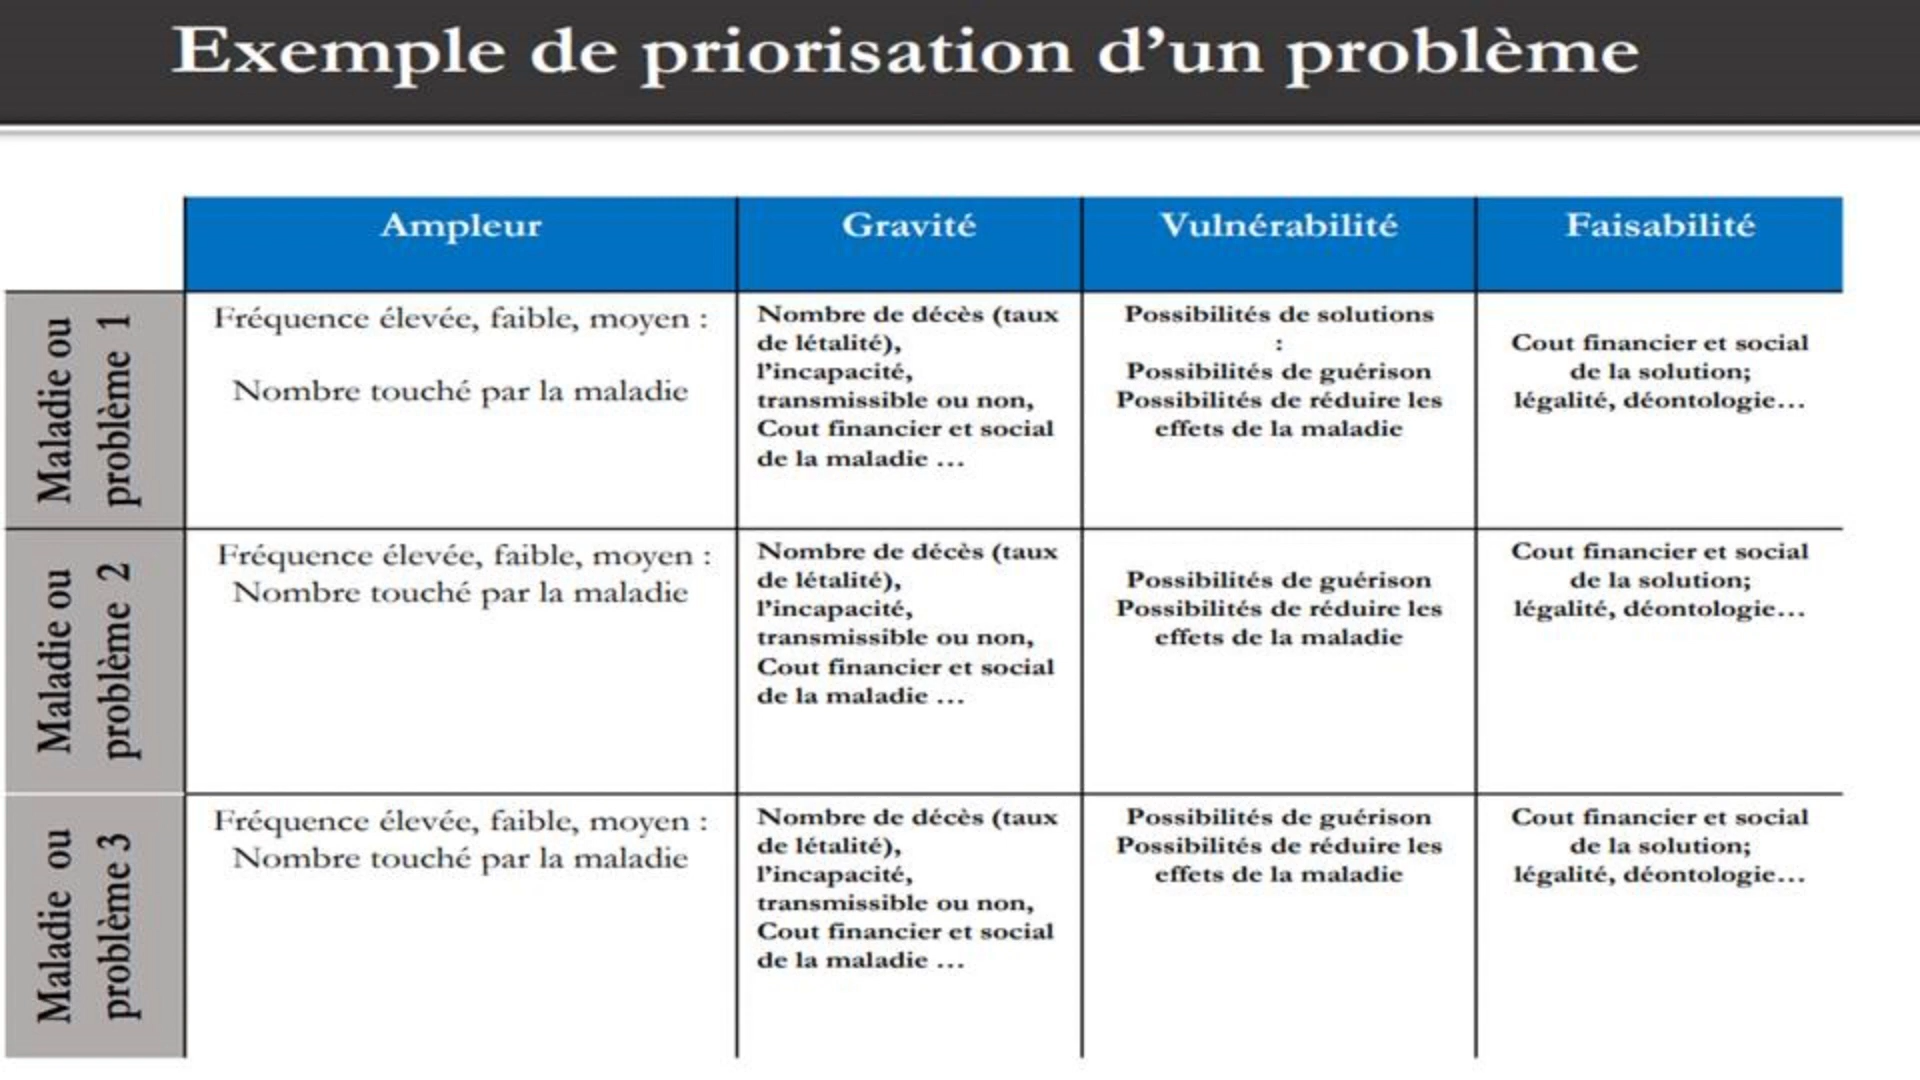 Exemple de priorisation d’un problème
Ampleur
Gravité
Vulnérabilité
Faisabilité
Maladie ou
problème 1
Fréquence élevée, faible, moyen :
Nombre touché par la maladie
Nombre de décès (taux
de létalité),
l’incapacité,
transmissible ou non,
Cout financier et social
de la maladie …
Possibilités de solutions
:
Possibilités de guérison
Possibilités de réduire les
effets de la maladie
Cout financier et social
de la solution;
légalité, déontologie…
Maladie ou
problème 2
Fréquence élevée, faible, moyen :
Nombre touché par la maladie
Nombre de décès (taux
de létalité),
l’incapacité,
transmissible ou non,
Cout financier et social
de la maladie …
Possibilités de guérison
Possibilités de réduire les
effets de la maladie
Cout financier et social
de la solution;
légalité, déontologie…
Maladie ou
problème 3
Fréquence élevée, faible, moyen :
Nombre touché par la maladie
Nombre de décès (taux
de létalité),
l’incapacité,
transmissible ou non,
Cout financier et social
de la maladie …
Possibilités de guérison
Possibilités de réduire les
effets de la maladie
Cout financier et social
de la solution;
légalité, déontologie…